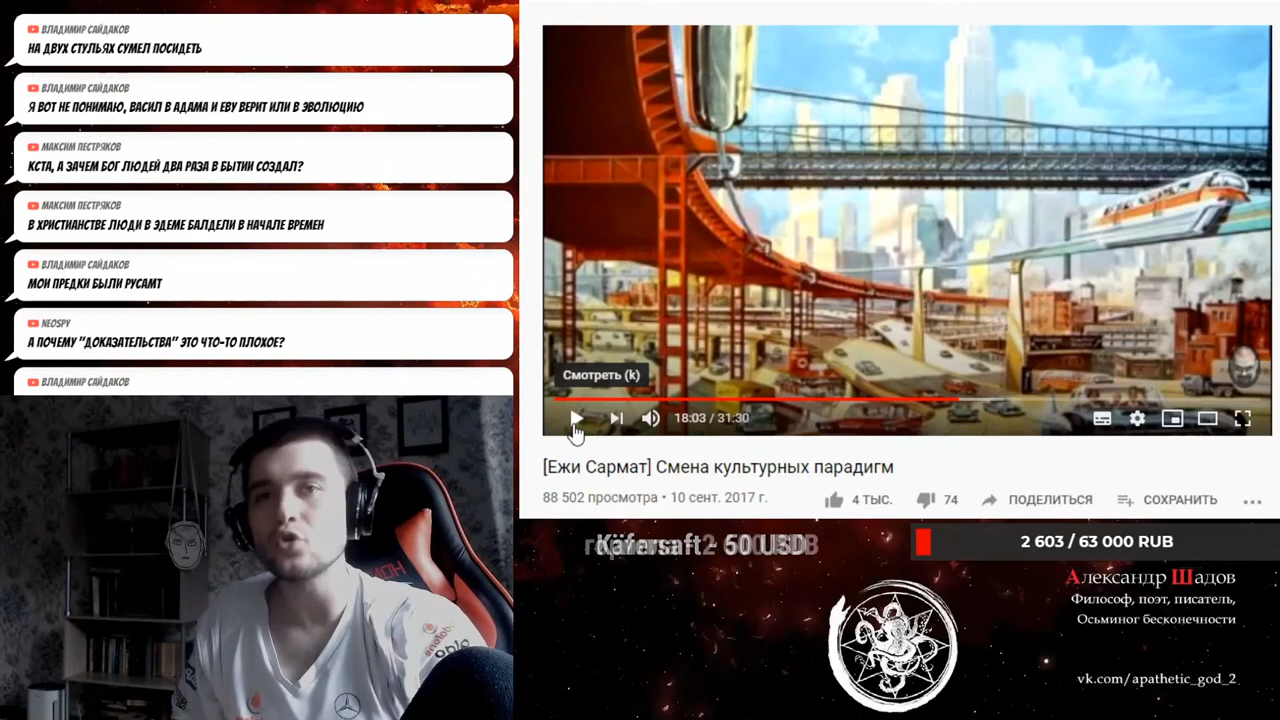 ВЛАДИМИР САЙДАКОВ
НА ДВУХ СТУЛЬЯХ СУМЕЛ ПОСИДЕТЬ
ВЛАДИМИР САЙДАКОВ
Я ВОТ НЕ ПОНИМАЮ, ВАСИЛ В АДАМА И ЕВУ ВЕРИТ ИЛИ В ЭВОЛЮЦИЮ
МАКСИМ ПЕСТРЯКОВ
КСТА, А ЗАЧЕМ БОГ ЛЮДЕЙ ДВА РАЗА В БЫТИИ СОЗДАЛ?
МАКСИМ ПЕСТРЯКОВ
В ХРИСТИАНСТВЕ ЛЮДИ В ЭДЕМЕ БАЛДЕЛИ В НАЧАЛЕ ВРЕМЕН
ВЛАДИМИР САЙДАКОВ
МОИ ПРЕДКИ БЫЛИ РУСАМТ
NEOSPY
А ПОЧЕМУ "ДОКАЗАТЕЛЬСТВА" ЭТО ЧТО-ТО ПЛОХОЕ?
ВЛАДИМИР САЙДАКОВ
Смотреть (k)
18:03 / 31:30
[Ежи Сармат] Смена культурных парадигм
88 502 просмотра • 10 сент. 2017 г.
4 ТЫС.
74
ПОДЕЛИТЬСЯ
СОХРАНИТЬ
Käfersaft - 50 USD
2 603 / 63 000 RUB
Александр Шадов
Философ, поэт, писатель,
Осьминог бесконечности
vk.com/apathetic_god_2